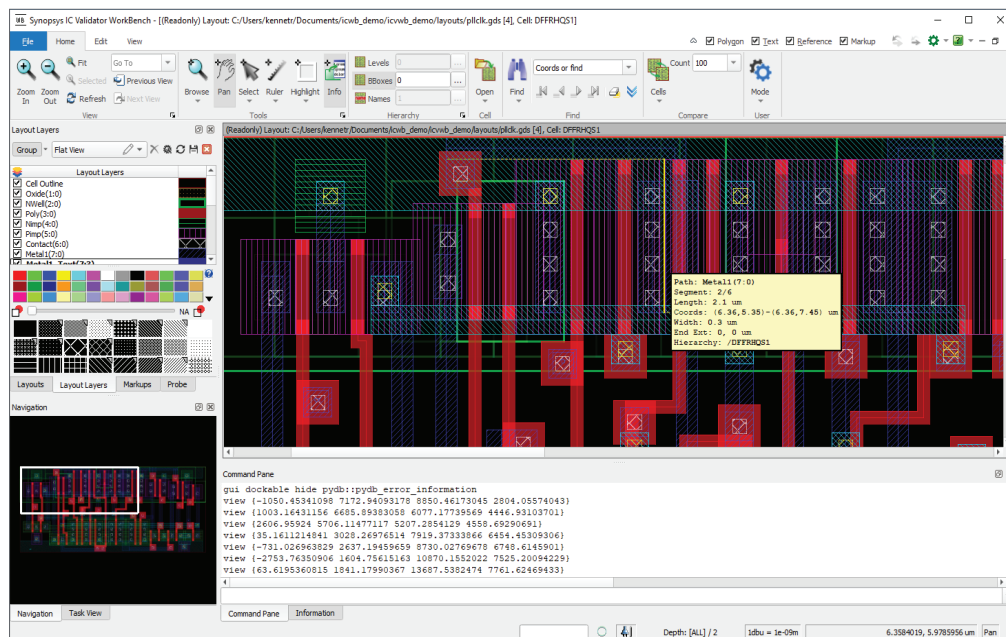 Synopsys IC Validator WorkBench - [(Readonly) Layout: C:/Users/kennetr/Documents/icwb_demo/icvwb_demo/layouts/pllclk.gds [4], Cell: DFFRHQS1]
File Home Edit View
Polygon Text Reference Markup
Fit Go To
Selected Previous View
Refresh Next View
Zoom In Zoom Out
Browse Pan Select Ruler Highlight Info
Levels 0 ...
BBoxes 0 ...
Names 1 ...
Open Find
Coords or find
Cells Count 100
Mode
View Tools Hierarchy Cell Find Compare User
Layout Layers
(Readonly) Layout: C:/Users/kennetr/Documents/icwb_demo/icvwb_demo/layouts/pllclk.gds [4], Cell: DFFRHQS1
Group Flat View
Layout Layers
Cell Outline
Oxide(1:0)
NWell(2:0)
Poly(3:0)
Nimp(4:0)
Pimp(5:0)
Contact(6:0)
Metal1(7:0)
Metal1_Text(7:2)
NA
Layouts Layout Layers Markups Probe
Path: Metal1(7:0)
Segment: 2/6
Length: 2.1 um
Coords: (6.36,5.35)-(6.36,7.45) um
Width: 0.3 um
End Ext: 0, 0 um
Hierarchy: /DFFRHQS1
Navigation
Command Pane
gui dockable hide pydb::pydb_error_information
view {-1050.45341098 7172.94093178 8850.46173045 2804.05574043}
view {1003.16431156 6685.89383058 6077.17739569 4446.93103701}
view {2606.95924 5706.11477117 5207.2854129 4558.69290691}
view {35.1611214841 3028.26976514 7919.37333866 6454.45309306}
view {-731.026963829 2637.19459659 8730.02769678 6748.6145901}
view {-2753.76350906 1604.75615163 10870.1552022 7525.20094229}
view {63.6195360815 1841.17990367 13687.5382474 7761.62469433}
Navigation Task View
Command Pane Information
Depth: [ALL] / 2 1dbu = 1e-09m 6.3584019, 5.9785956 um Pan